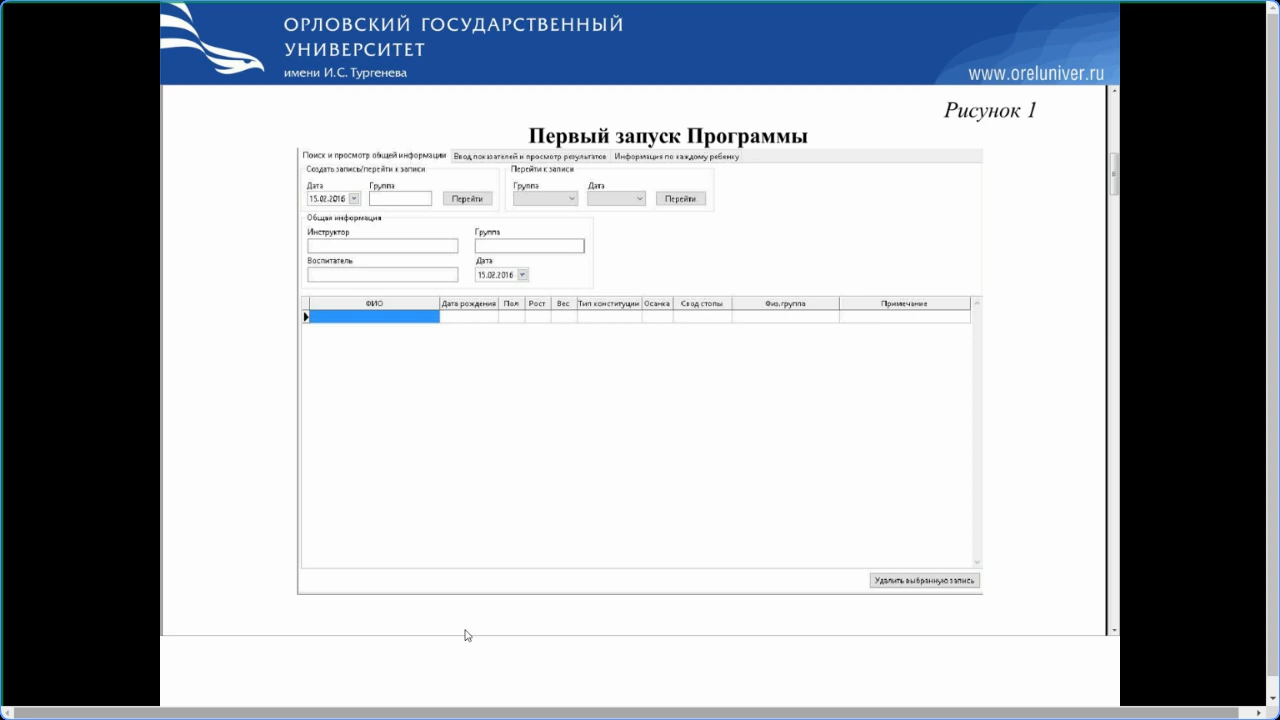 ОРЛОВСКИЙ ГОСУДАРСТВЕННЫЙ
УНИВЕРСИТЕТ
имени И.С. Тургенева
www.oreluniver.ru
Рисунок 1
Первый запуск Программы
Поиск и просмотр общей информации Ввод показателей и просмотр результатов Информация по каждому ребенку
Создать запись/перейти к записи Перейти к записи
Дата Группа Группа Дата
15.02.2016 Перейти Перейти
Общая информация
Инструктор Группа
Воспитатель Дата
15.02.2016
ФИО Дата рождения Пол Рост Вес Тип конституции Осанка Свод стопы Физ.группа Примечание
Удалить выбранную запись